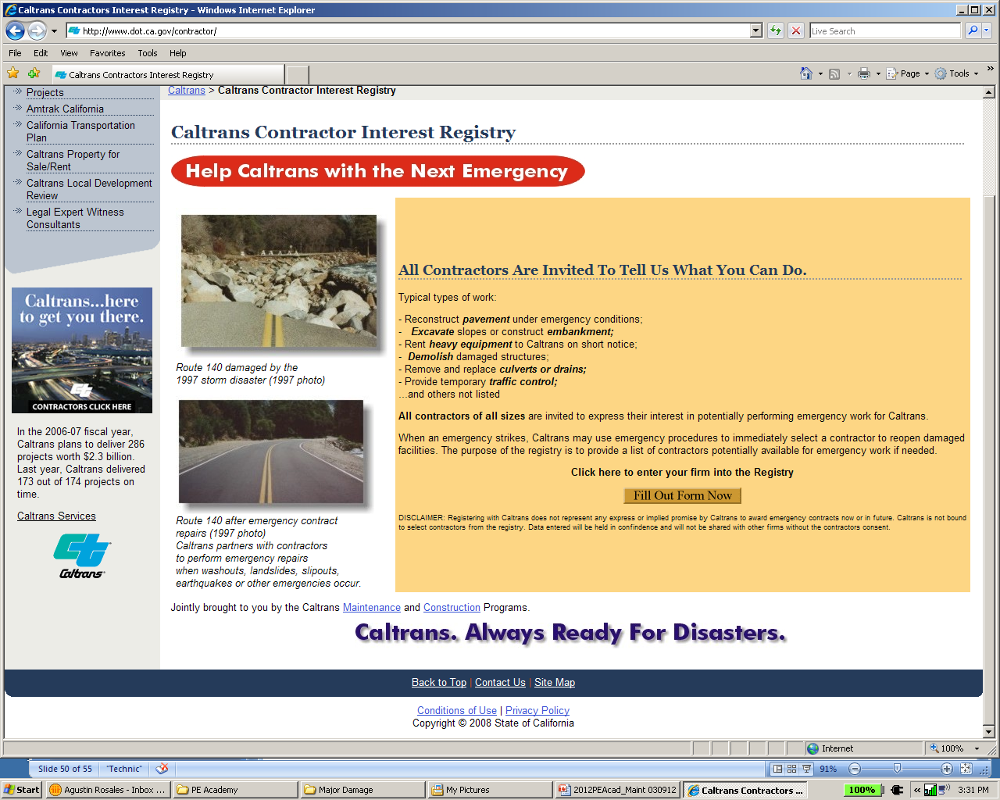 Caltrans Contractors Interest Registry - Windows Internet Explorer
http://www.dot.ca.gov/contractor/
Live Search
File Edit View Favorites Tools Help
Caltrans Contractors Interest Registry
Page Tools
Projects
Amtrak California
California Transportation
Plan
Caltrans Property for
Sale/Rent
Caltrans Local Development
Review
Legal Expert Witness
Consultants
Caltrans...here
to get you there.
CONTRACTORS CLICK HERE
In the 2006-07 fiscal year,
Caltrans plans to deliver 286
projects worth $2.3 billion.
Last year, Caltrans delivered
173 out of 174 projects on
time.
Caltrans Services
Caltrans
Caltrans > Caltrans Contractor Interest Registry
Caltrans Contractor Interest Registry
Help Caltrans with the Next Emergency
Route 140 damaged by the
1997 storm disaster (1997 photo)
Route 140 after emergency contract
repairs (1997 photo)
Caltrans partners with contractors
to perform emergency repairs
when washouts, landslides, slipouts,
earthquakes or other emergencies occur.
All Contractors Are Invited To Tell Us What You Can Do.
Typical types of work:
- Reconstruct pavement under emergency conditions;
- Excavate slopes or construct embankment;
- Rent heavy equipment to Caltrans on short notice;
- Demolish damaged structures;
- Remove and replace culverts or drains;
- Provide temporary traffic control;
...and others not listed
All contractors of all sizes are invited to express their interest in potentially performing emergency work for Caltrans.
When an emergency strikes, Caltrans may use emergency procedures to immediately select a contractor to reopen damaged
facilities. The purpose of the registry is to provide a list of contractors potentially available for emergency work if needed.
Click here to enter your firm into the Registry
Fill Out Form Now
DISCLAIMER: Registering with Caltrans does not represent any express or implied promise by Caltrans to award emergency contracts now or in future. Caltrans is not bound
to select contractors from the registry. Data entered will be held in confindence and will not be shared with other firms without the contractors consent.
Jointly brought to you by the Caltrans Maintenance and Construction Programs.
Caltrans. Always Ready For Disasters.
Back to Top | Contact Us | Site Map
Conditions of Use | Privacy Policy
Copyright © 2008 State of California
Internet 100%
Slide 50 of 55 "Technic" 91%
Start Agustin Rosales - Inbox ... PE Academy Major Damage My Pictures 2012PEAcad_Maint 030912 Caltrans Contractors ... 100% 3:31 PM